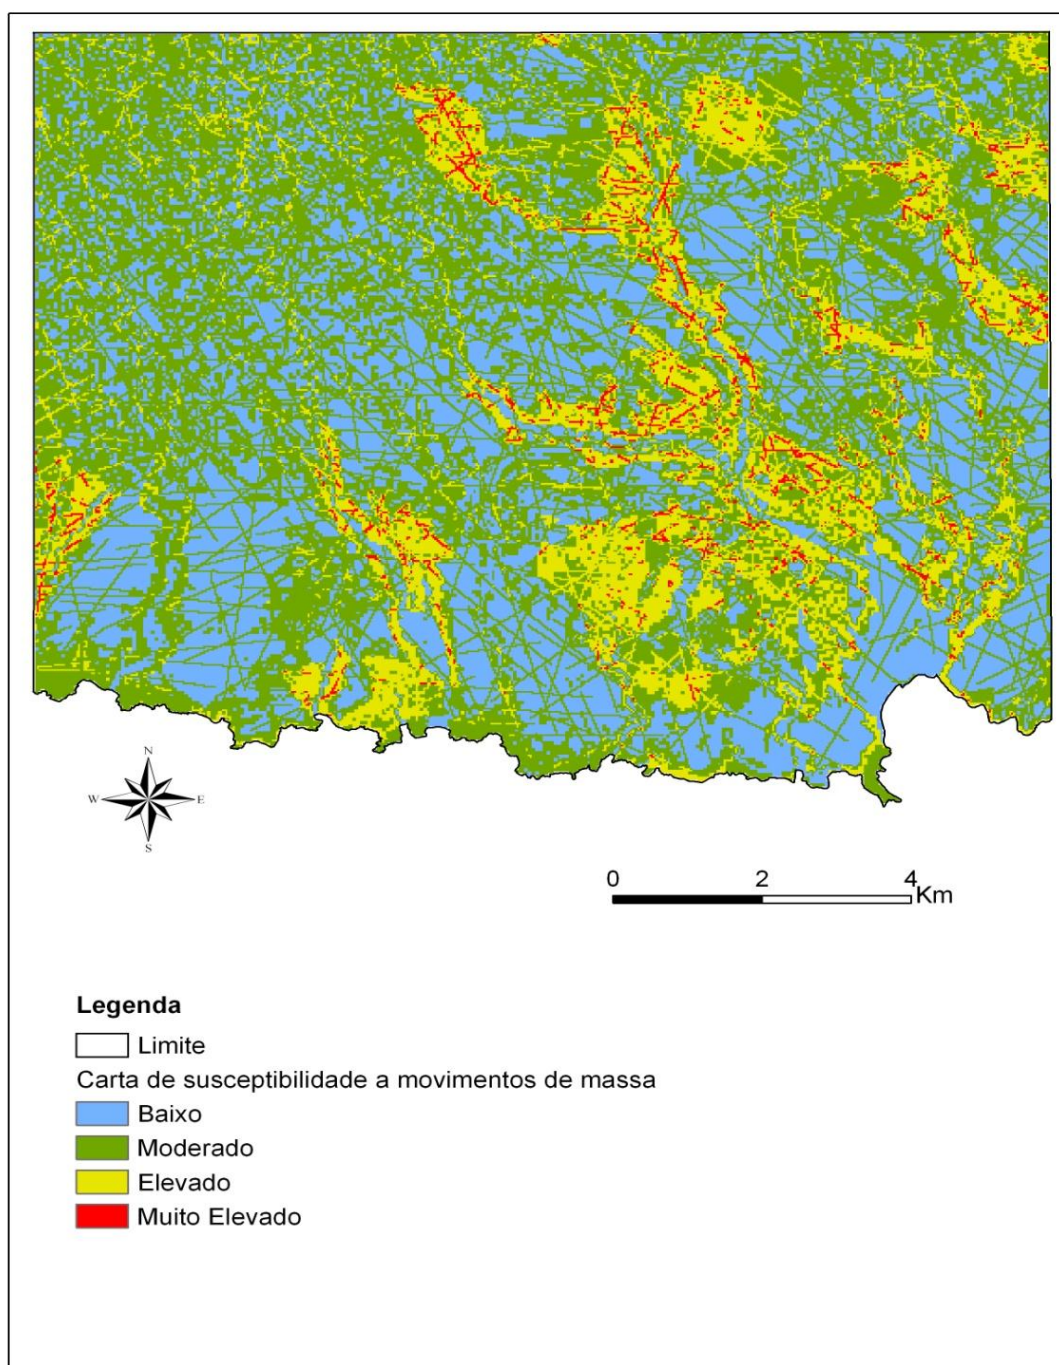 N
W E
S
0 2 4
Km
Legenda
Limite
Carta de susceptibilidade a movimentos de massa
Baixo
Moderado
Elevado
Muito Elevado